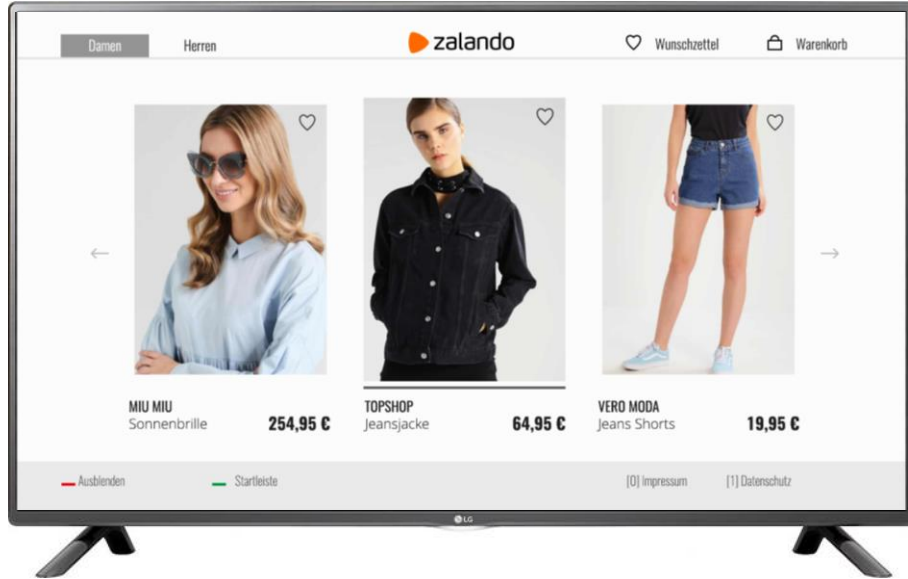 Damen
Herren
zalando
Wunschzettel
Warenkorb
MIU MIU
Sonnenbrille
254,95 €
TOPSHOP
Jeansjacke
64,95 €
VERO MODA
Jeans Shorts
19,95 €
Ausblenden
Startleiste
[0] Impressum
[1] Datenschutz
LG